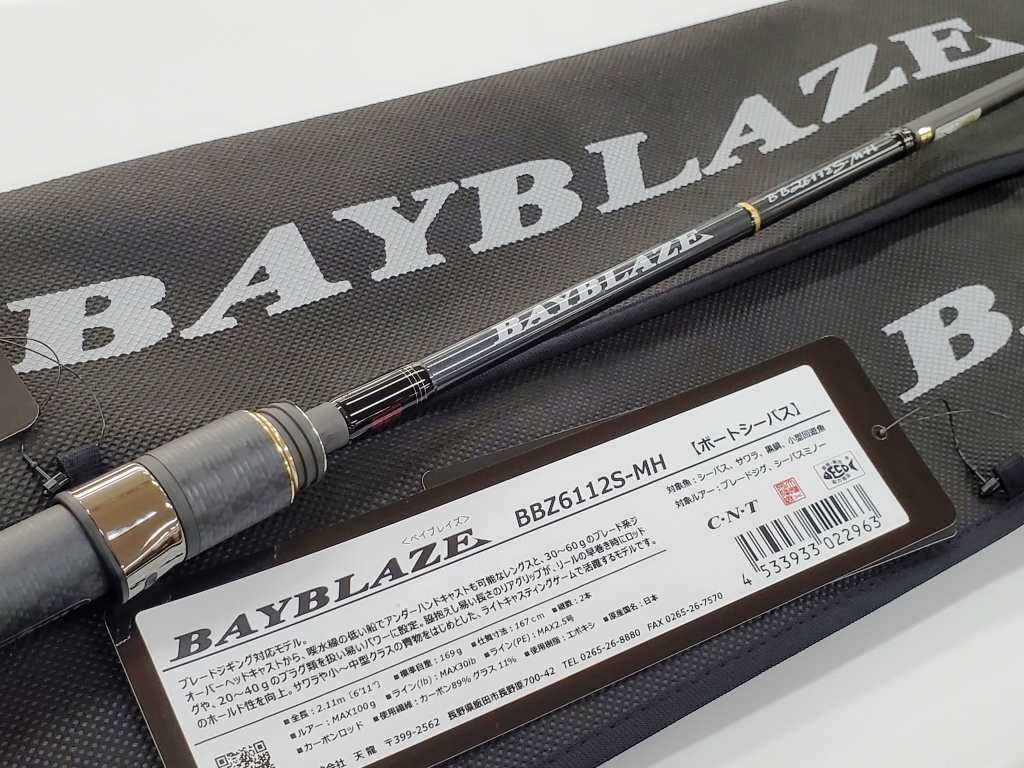 BAYBLAZE
B
BAYBLAZE
BBZ6112S-MH
〈ベイブレイズ〉
BAYBLAZE BBZ6112S-MH 【ボートシーバス】
対象魚:シーバス、サワラ、黒鯛、小型回遊魚
対象ルアー:ブレードジグ、シーバスミノー
ブレードジギング対応モデル。
オーバーヘッドキャストから、喫水線の低い船でアンダーハンドキャストも可能なレングスと、30~60gのブレード系ジ
グや、20~40gのプラグ類を扱い易いパワーに設定。脇抱えし易い長さのリアグリップが、リールの早巻き時にロッド
のホールド性を向上。サワラや小~中型クラスの青物をはじめとした、ライトキャスティングゲームで活躍するモデルです。
C・N・T
4 533933 022963
■全長:2.11m(6'11") ■標準自重:169g ■仕舞寸法:167cm ■継数:2本
■ルアー:MAX100g ■ライン(lb):MAX30lb ■ライン(PE):MAX2.5号
■カーボンロッド ■使用繊維:カーボン89% グラス11% ■使用樹脂:エポキシ ■原産国名:日本
会社 天龍 〒399-2562 長野県飯田市長野原700-42 TEL 0265-26-8880 FAX 0265-26-7570